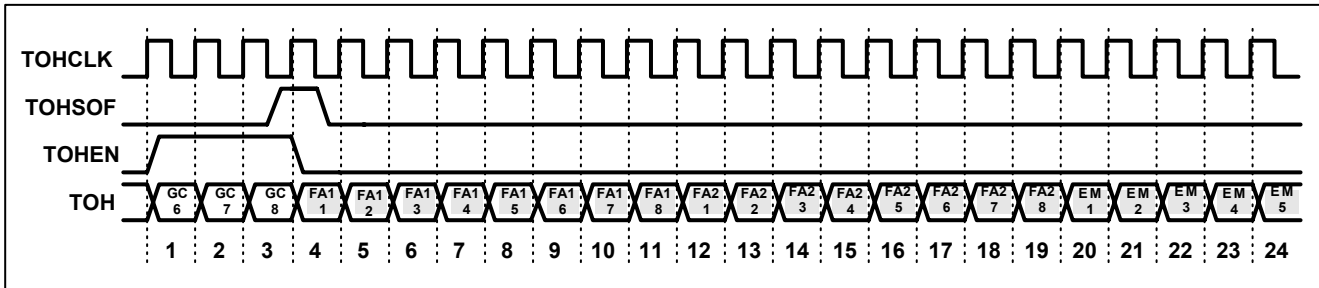 TOHCLK
TOHSOF
TOHEN
TOH GC 6 GC 7 GC 8 FA1 1 FA1 2 FA1 3 FA1 4 FA1 5 FA1 6 FA1 7 FA1 8 FA2 1 FA2 2 FA2 3 FA2 4 FA2 5 FA2 6 FA2 7 FA2 8 EM 1 EM 2 EM 3 EM 4 EM 5
1 2 3 4 5 6 7 8 9 10 11 12 13 14 15 16 17 18 19 20 21 22 23 24